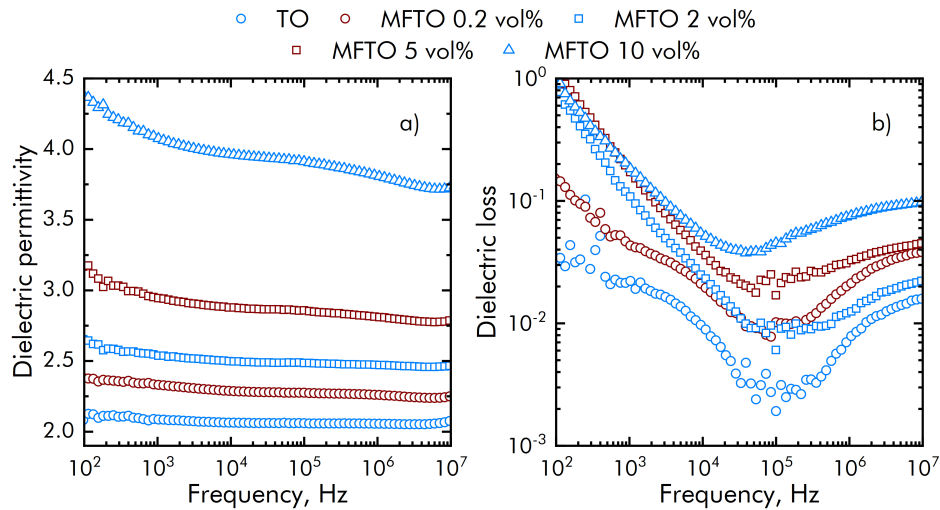 TO MFTO 0.2 vol% MFTO 2 vol%
MFTO 5 vol% MFTO 10 vol%
a)
Dielectric permittivity
4.5
4.0
3.5
3.0
2.5
2.0
10² 10³ 10⁴ 10⁵ 10⁶ 10⁷
Frequency, Hz
b)
Dielectric loss
10⁰
10⁻¹
10⁻²
10⁻³
10² 10³ 10⁴ 10⁵ 10⁶ 10⁷
Frequency, Hz